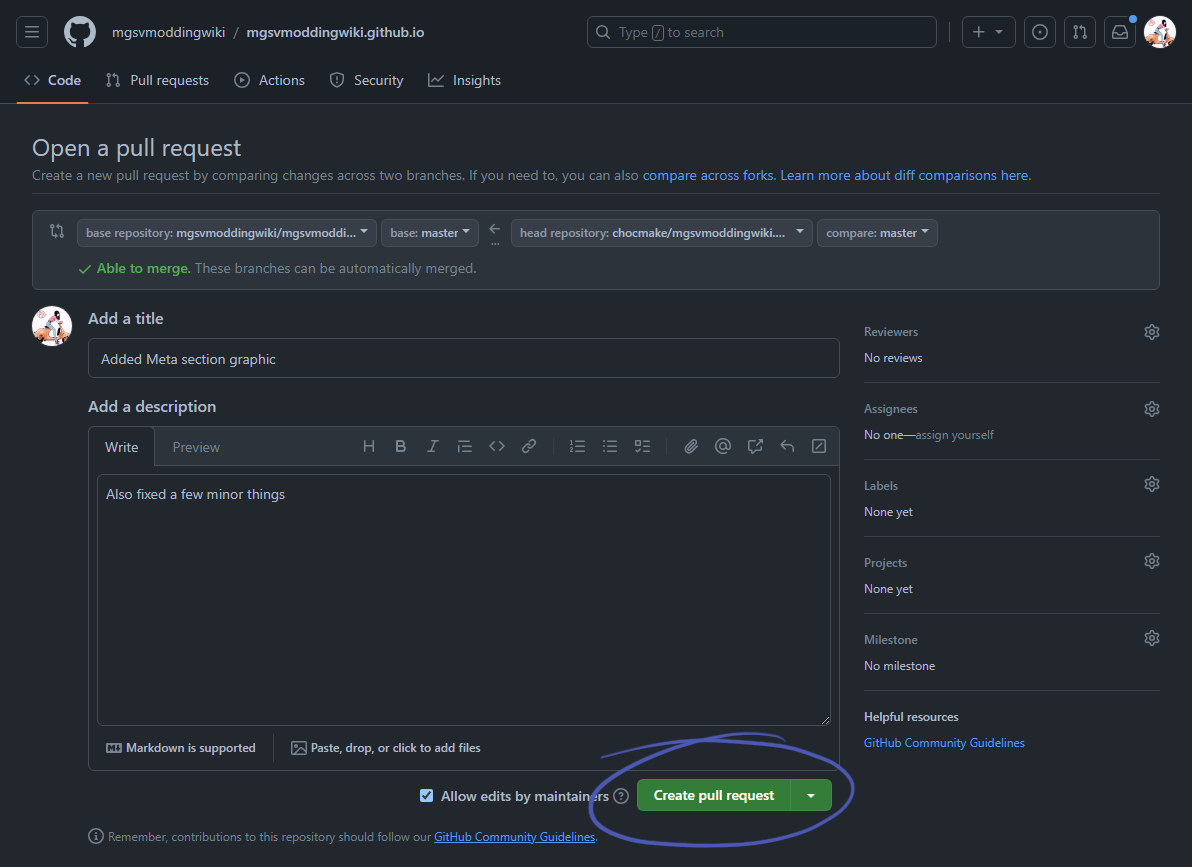 mgsvmoddingwiki / mgsvmoddingwiki.github.io
Type / to search
Code Pull requests Actions Security Insights
Open a pull request
Create a new pull request by comparing changes across two branches. If you need to, you can also compare across forks. Learn more about diff comparisons here.
base repository: mgsvmoddingwiki/mgsvmoddi... base: master ... head repository: chocmake/mgsvmoddingwiki.... compare: master
Able to merge. These branches can be automatically merged.
Add a title
Added Meta section graphic
Add a description
Write Preview
Also fixed a few minor things
Markdown is supported
Paste, drop, or click to add files
Allow edits by maintainers
Create pull request
Remember, contributions to this repository should follow our GitHub Community Guidelines.
Reviewers
No reviews
Assignees
No one—assign yourself
Labels
None yet
Projects
None yet
Milestone
No milestone
Helpful resources
GitHub Community Guidelines